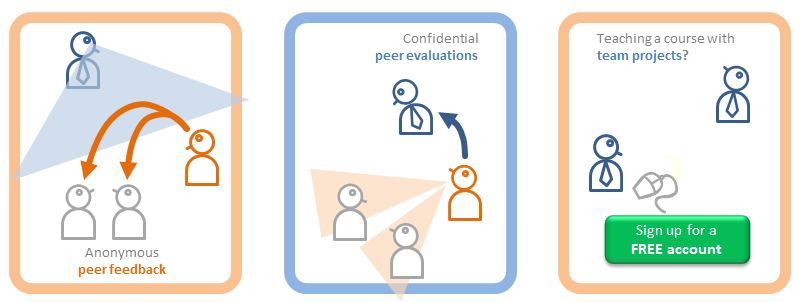 Anonymous
peer feedback
Confidential
peer evaluations
Teaching a course with
team projects?
Sign up for a
FREE account